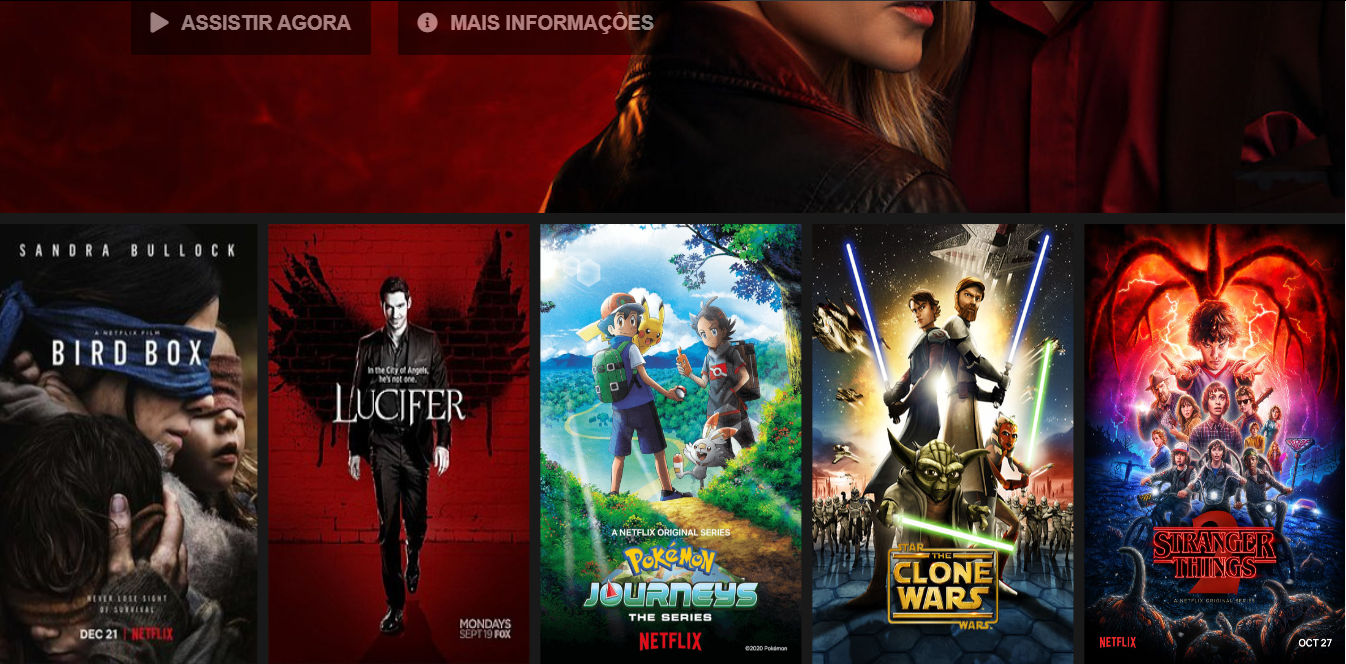 ASSISTIR AGORA
MAIS INFORMAÇÔES
SANDRA BULLOCK
A NETFLIX FILM
BIRD BOX
NEVER LOSE SIGHT
OF SURVIVAL
DEC 21 | NETFLIX
In the City of Angels,
he's not one.
LUCIFER
MONDAYS
SEPT 19 FOX
A NETFLIX ORIGINAL SERIES
POKéMON
JOURNEYS
THE SERIES
NETFLIX
©2020 Pokémon
STAR
THE
CLONE
WARS
WARS
2
STRANGER
THINGS
A NETFLIX ORIGINAL SERIES
NETFLIX
OCT 27